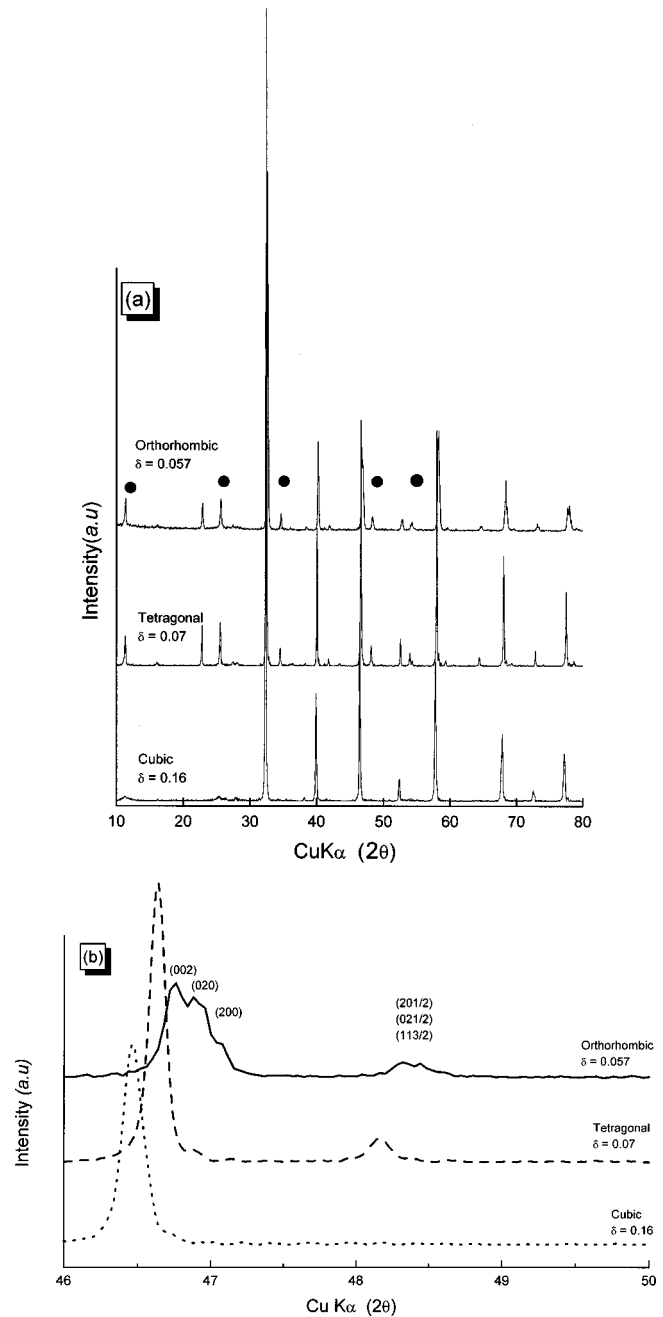 (a)
Intensity(a.u)
Orthorhombic
δ = 0.057
Tetragonal
δ = 0.07
Cubic
δ = 0.16
10 20 30 40 50 60 70 80
CuKα (2θ)
(b)
Intensity (a.u)
(002)
(020)
(200)
(201/2)
(021/2)
(113/2)
Orthorhombic
δ = 0.057
Tetragonal
δ = 0.07
Cubic
δ = 0.16
46 47 48 49 50
Cu Kα (2θ)